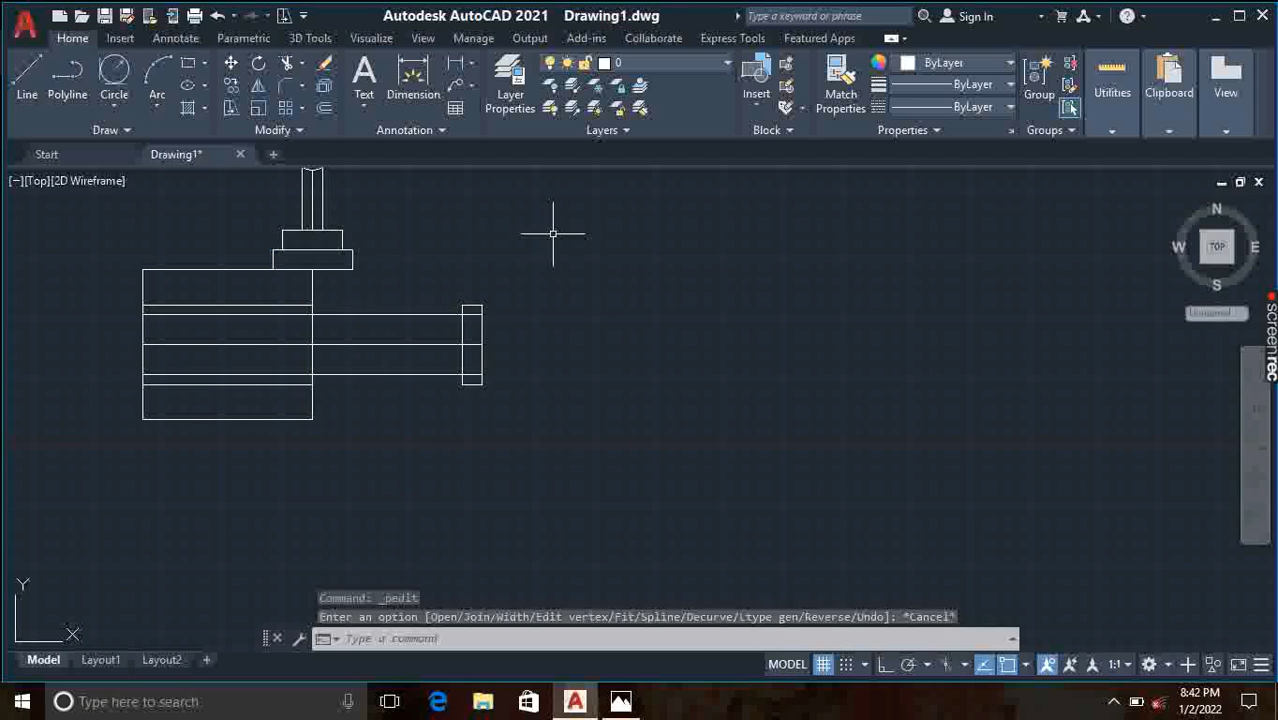 Autodesk AutoCAD 2021 Drawing1.dwg
Type a keyword or phrase
Sign In
Home Insert Annotate Parametric 3D Tools Visualize View Manage Output Add-ins Collaborate Express Tools Featured Apps
0
ByLayer
ByLayer
ByLayer
Line Polyline Circle Arc Text Dimension
Layer
Properties
Insert
Match
Properties
Group Utilities Clipboard View
Draw Modify Annotation Layers Block Properties Groups
Start Drawing1*
[−][Top][2D Wireframe]
N
W TOP E
S
Unnamed
screenrec
Y
X
Command: _pedit
Enter an option [Open/Join/Width/Edit vertex/Fit/Spline/Decurve/Ltype gen/Reverse/Undo]: *Cancel*
Type a command
Model Layout1 Layout2 +
MODEL 1:1
Type here to search
8:42 PM
1/2/2022